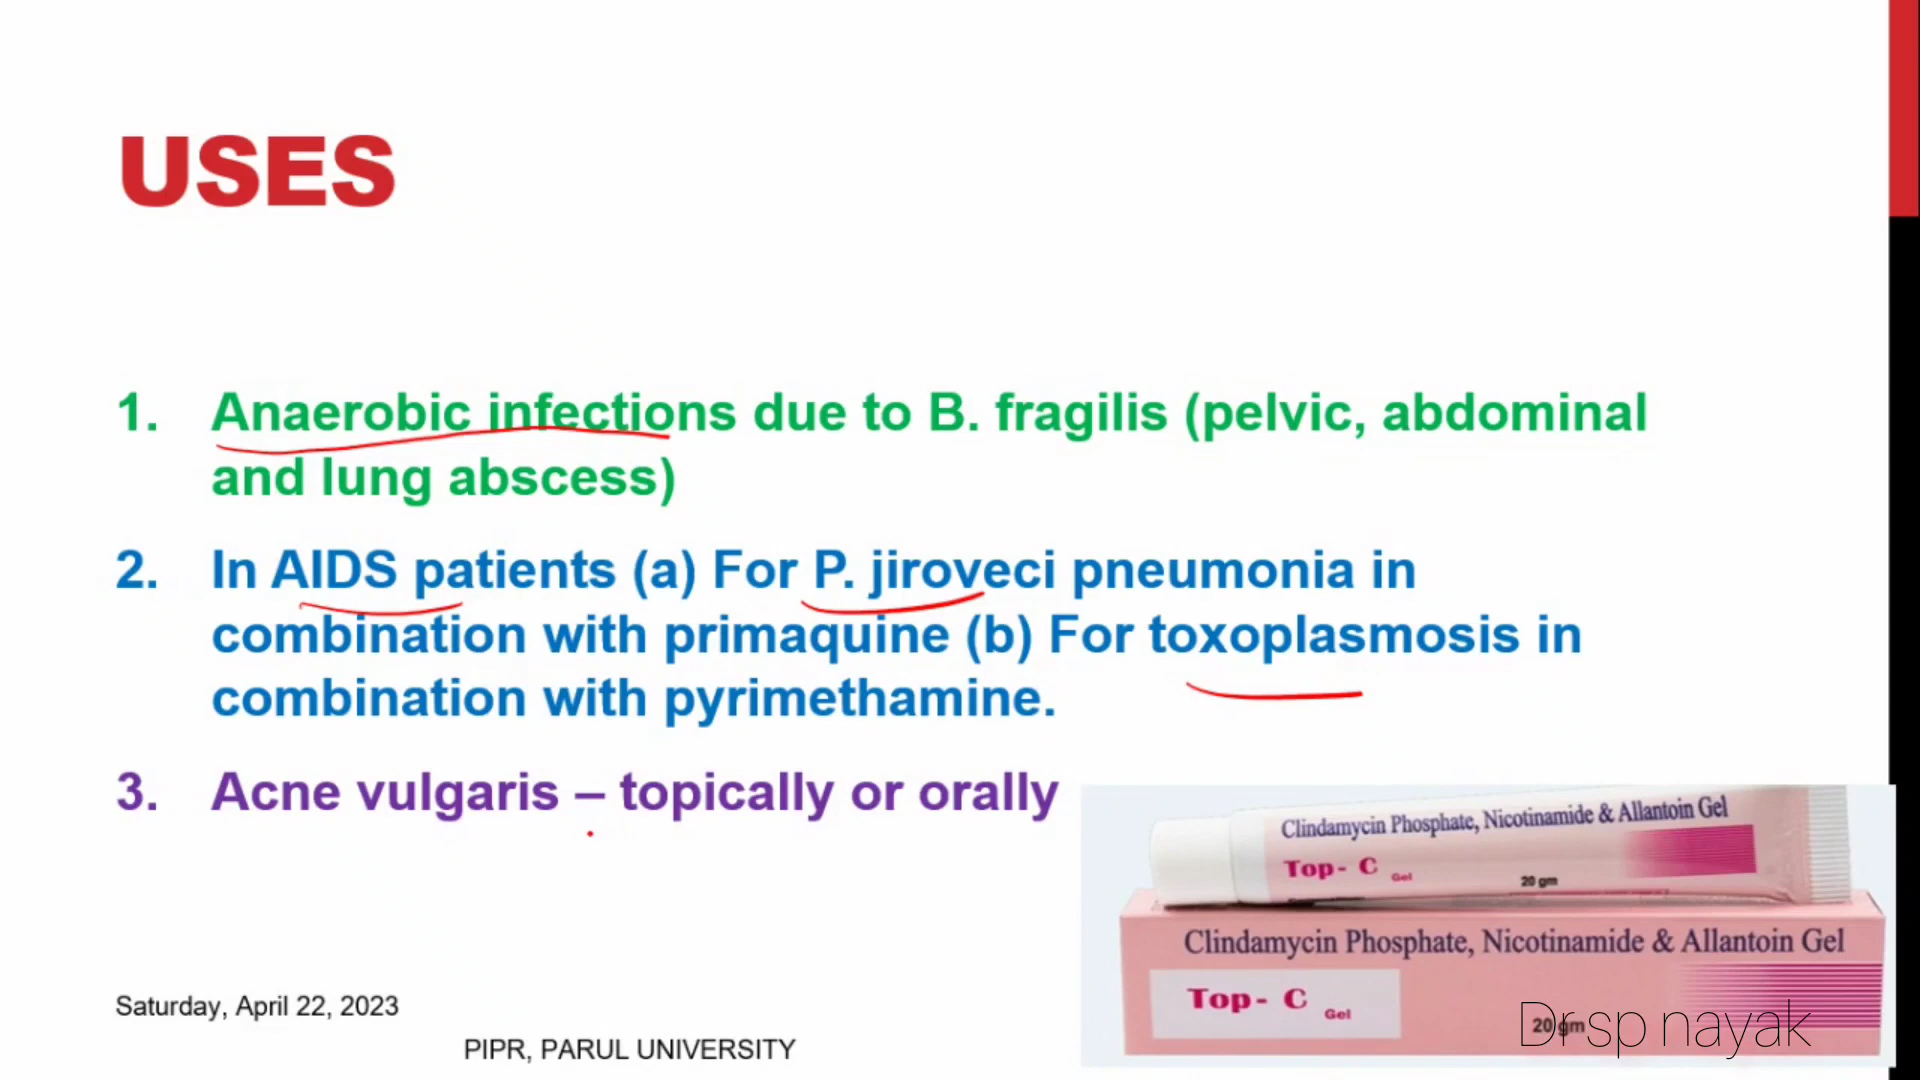 USES
1. Anaerobic infections due to B. fragilis (pelvic, abdominal
and lung abscess)
2. In AIDS patients (a) For P. jiroveci pneumonia in
combination with primaquine (b) For toxoplasmosis in
combination with pyrimethamine.
3. Acne vulgaris – topically or orally
Clindamycin Phosphate, Nicotinamide & Allantoin Gel
Top- C Gel
20 gm
Clindamycin Phosphate, Nicotinamide & Allantoin Gel
Top- C Gel
20 gm
Dr sp nayak
Saturday, April 22, 2023
PIPR, PARUL UNIVERSITY